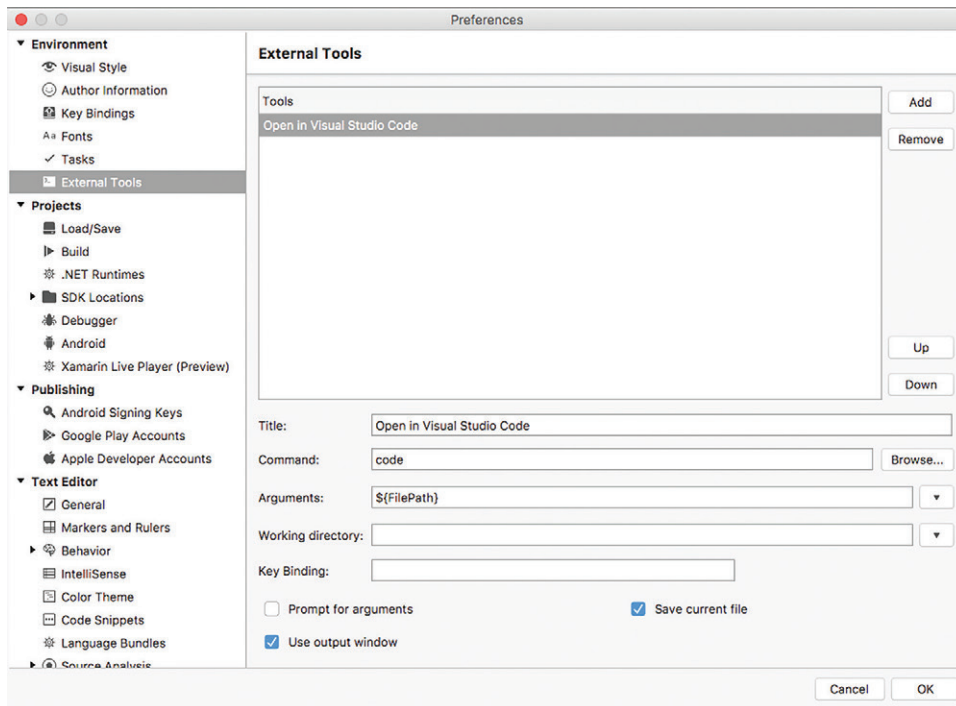 Preferences
Environment
Visual Style
Author Information
Key Bindings
Aa Fonts
Tasks
External Tools
Projects
Load/Save
Build
.NET Runtimes
SDK Locations
Debugger
Android
Xamarin Live Player (Preview)
Publishing
Android Signing Keys
Google Play Accounts
Apple Developer Accounts
Text Editor
General
Markers and Rulers
Behavior
IntelliSense
Color Theme
Code Snippets
Language Bundles
Source Analysis
External Tools
Tools
Open in Visual Studio Code
Add
Remove
Up
Down
Title: Open in Visual Studio Code
Command: code Browse...
Arguments: ${FilePath}
Working directory:
Key Binding:
Prompt for arguments Save current file
Use output window
Cancel OK